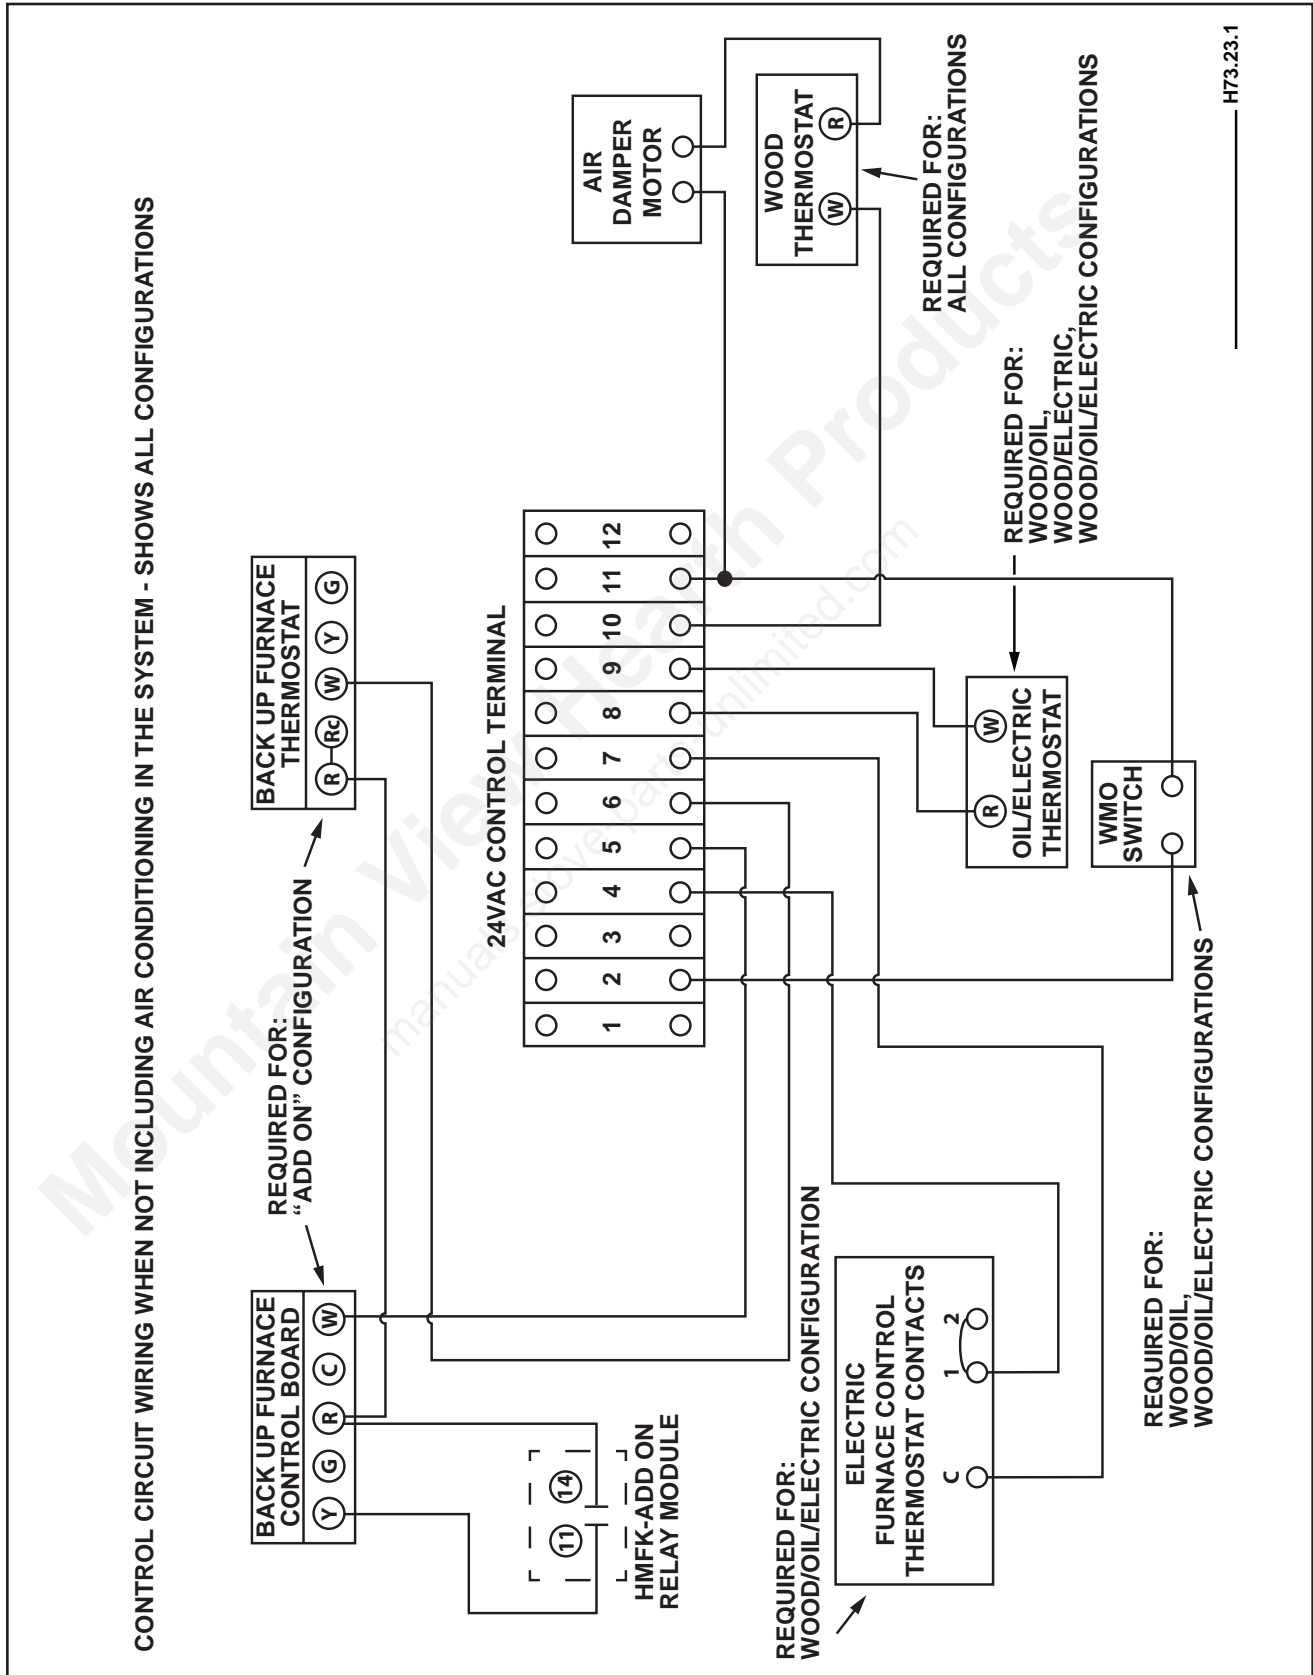 CONTROL CIRCUIT WIRING WHEN NOT INCLUDING AIR CONDITIONING IN THE SYSTEM - SHOWS ALL CONFIGURATIONS
BACK UP FURNACE
CONTROL BOARD
Y G R C W
REQUIRED FOR:
“ADD ON” CONFIGURATION
BACK UP FURNACE
THERMOSTAT
R Rc W Y G
11 14
HMFK-ADD ON
RELAY MODULE
24VAC CONTROL TERMINAL
1 2 3 4 5 6 7 8 9 10 11 12
AIR
DAMPER
MOTOR
WOOD
THERMOSTAT
W R
REQUIRED FOR:
ALL CONFIGURATIONS
REQUIRED FOR:
WOOD/OIL/ELECTRIC CONFIGURATION
ELECTRIC
FURNACE CONTROL
THERMOSTAT CONTACTS
C 1 2
R W
OIL/ELECTRIC
THERMOSTAT
REQUIRED FOR:
WOOD/OIL,
WOOD/ELECTRIC,
WOOD/OIL/ELECTRIC CONFIGURATIONS
WMO
SWITCH
REQUIRED FOR:
WOOD/OIL,
WOOD/OIL/ELECTRIC CONFIGURATIONS
H73.23.1
Mountain View Hearth Products
manuals.stove-parts-unlimited.com